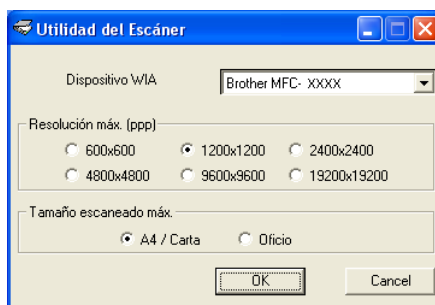 Utilidad del Escáner
Dispositivo WIA Brother MFC- XXXX
Resolución máx. (ppp)
600x600 1200x1200 2400x2400
4800x4800 9600x9600 19200x19200
Tamaño escaneado máx.
A4 / Carta Oficio
OK Cancel